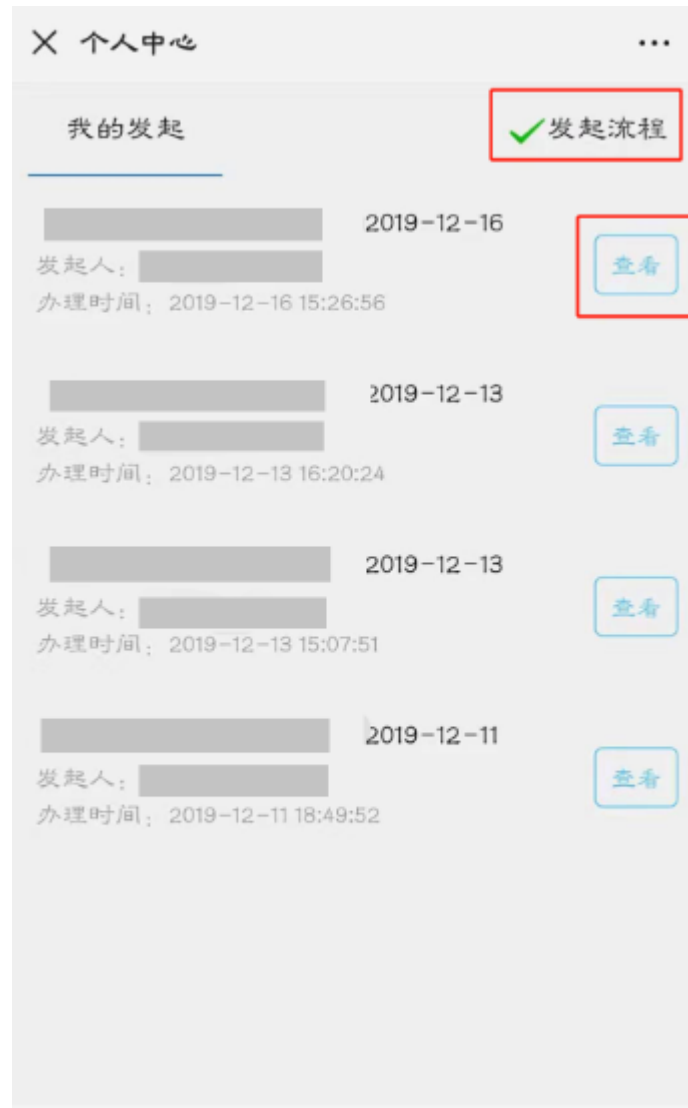 个人中心
我的发起 发起流程
2019-12-16
发起人：
查看
办理时间：2019-12-16 15:26:56
2019-12-13
发起人：
查看
办理时间：2019-12-13 16:20:24
2019-12-13
发起人：
查看
办理时间：2019-12-13 15:07:51
2019-12-11
发起人：
查看
办理时间：2019-12-11 18:49:52